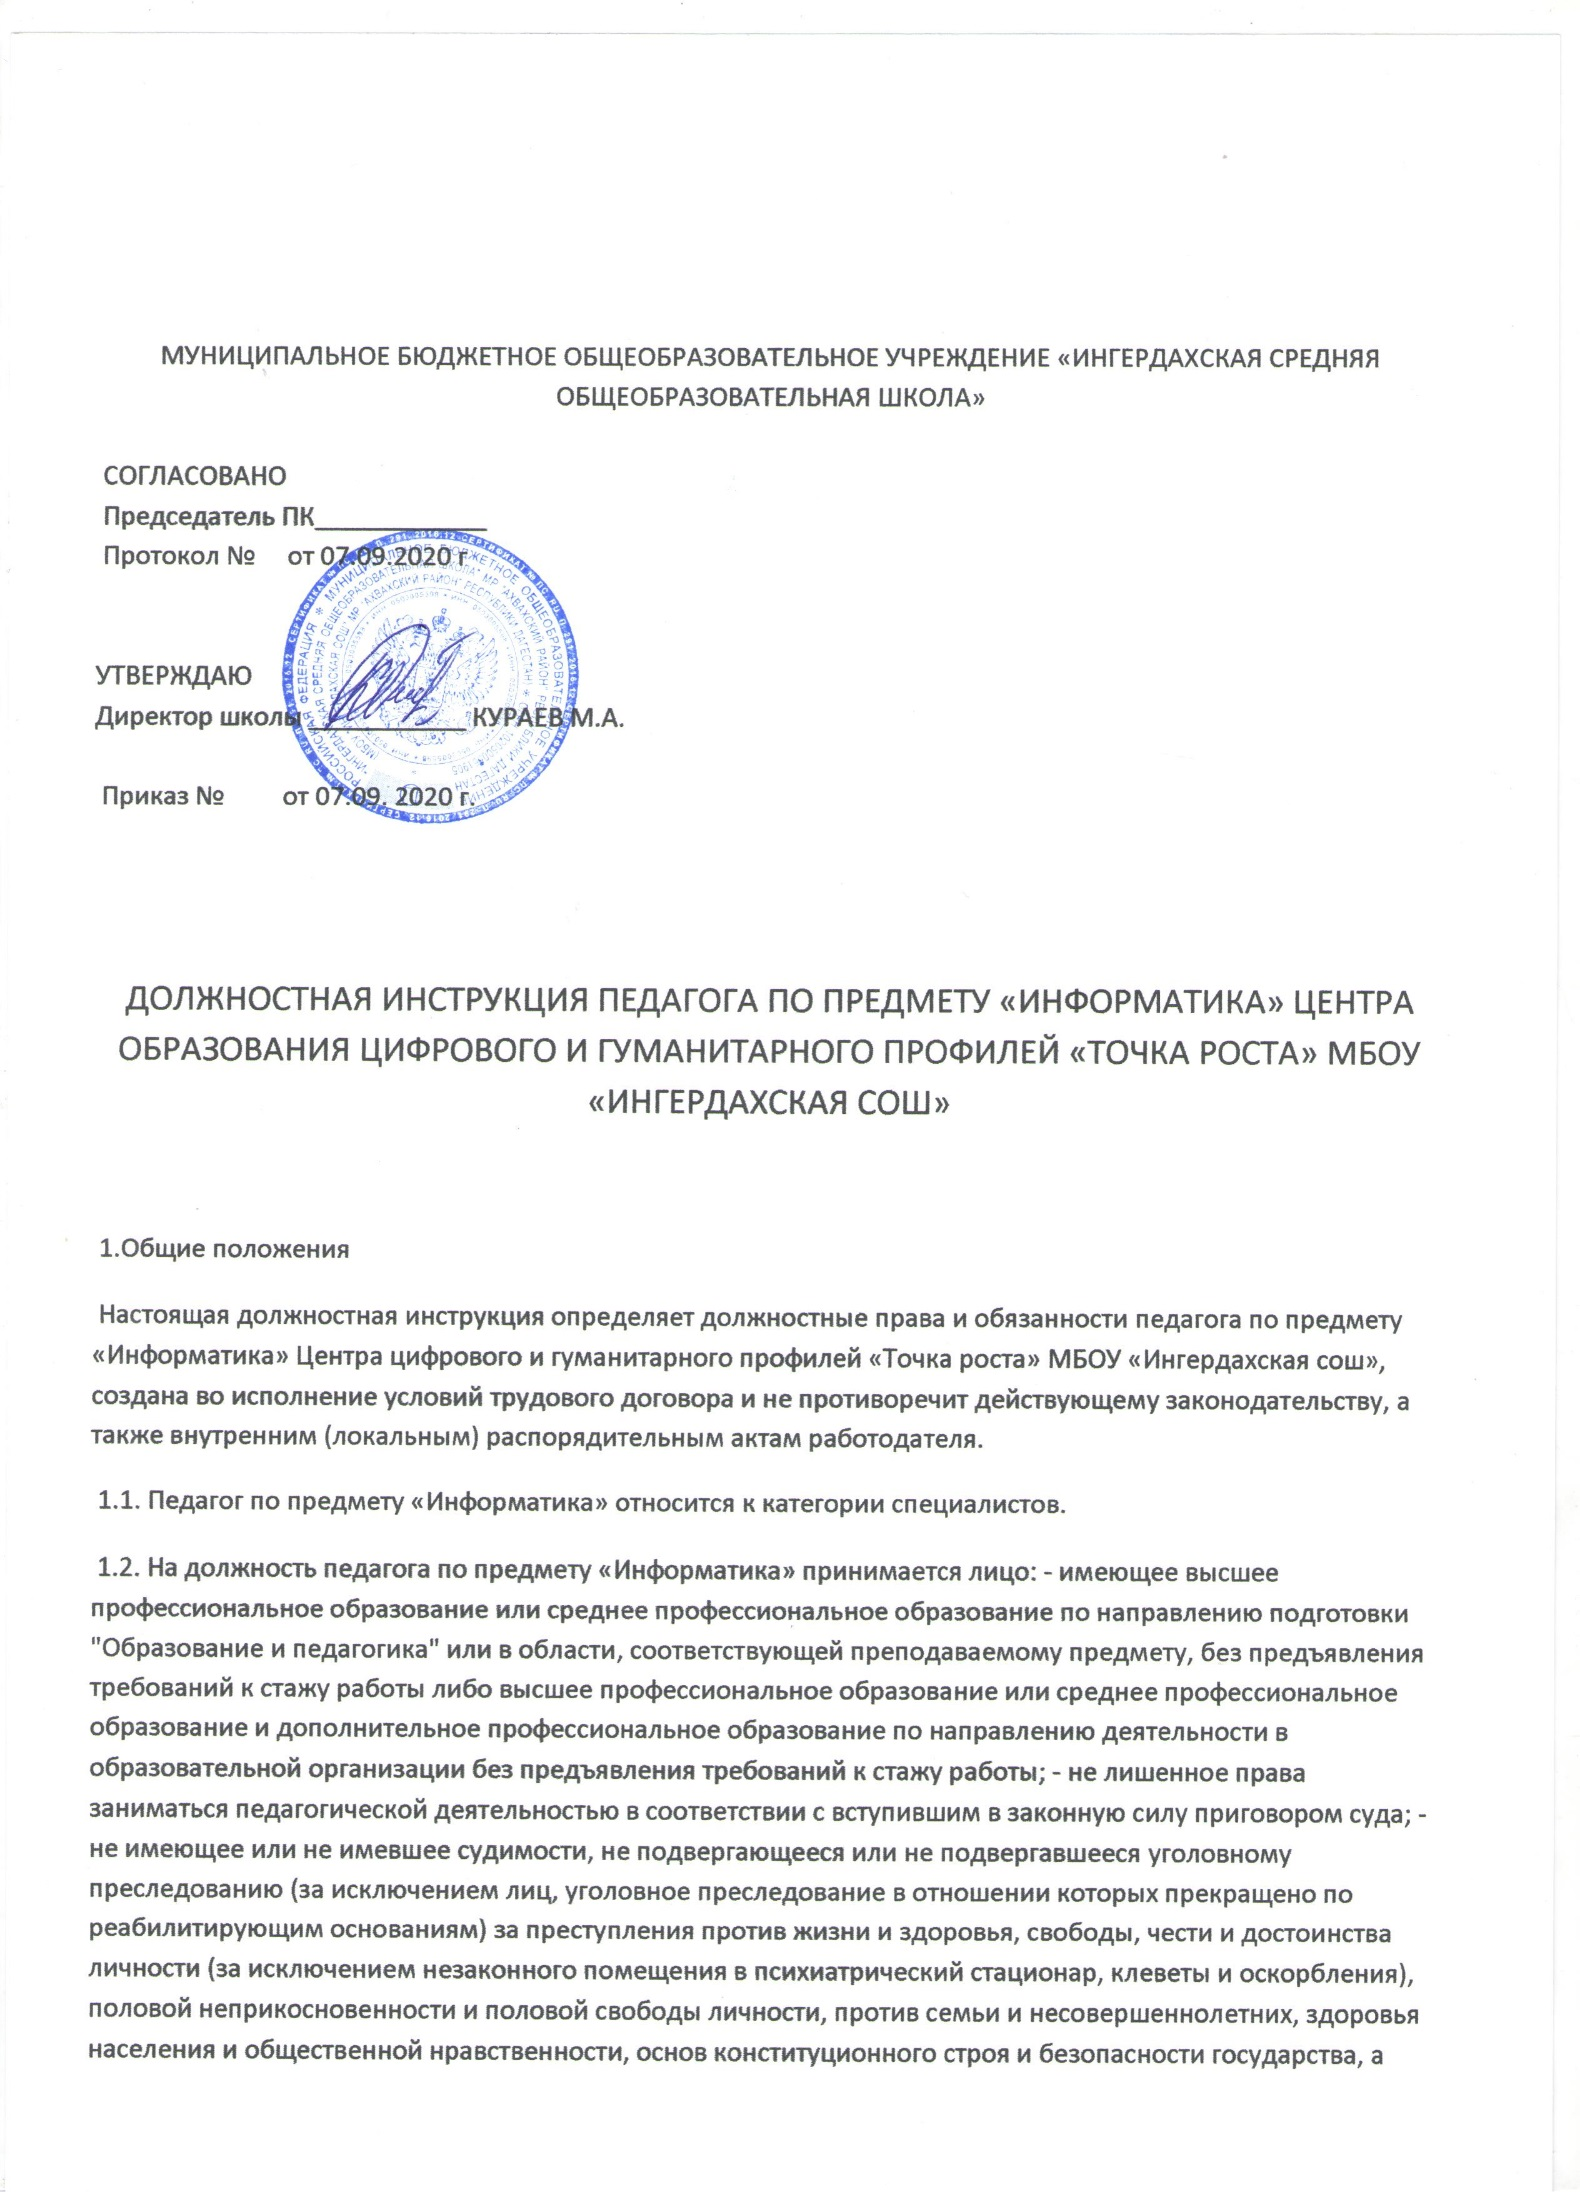 МУНИЦИПАЛЬНОЕ БЮДЖЕТНОЕ ОБЩЕОБРАЗОВАТЕЛЬНОЕ УЧРЕЖДЕНИЕ «ИНГЕРДАХСКАЯ СРЕДНЯЯ
ОБЩЕОБРАЗОВАТЕЛЬНАЯ ШКОЛА»
СОГЛАСОВАНО
Председатель ПК____________
Протокол № от 07.09.2020 г
УТВЕРЖДАЮ
Директор школы ___________ КУРАЕВ М.А.
Приказ № от 07.09. 2020 г.
ДОЛЖНОСТНАЯ ИНСТРУКЦИЯ ПЕДАГОГА ПО ПРЕДМЕТУ «ИНФОРМАТИКА» ЦЕНТРА
ОБРАЗОВАНИЯ ЦИФРОВОГО И ГУМАНИТАРНОГО ПРОФИЛЕЙ «ТОЧКА РОСТА» МБОУ
«ИНГЕРДАХСКАЯ СОШ»
1.Общие положения
Настоящая должностная инструкция определяет должностные права и обязанности педагога по предмету
«Информатика» Центра цифрового и гуманитарного профилей «Точка роста» МБОУ «Ингердахская сош»,
создана во исполнение условий трудового договора и не противоречит действующему законодательству, а
также внутренним (локальным) распорядительным актам работодателя.
1.1. Педагог по предмету «Информатика» относится к категории специалистов.
1.2. На должность педагога по предмету «Информатика» принимается лицо: - имеющее высшее
профессиональное образование или среднее профессиональное образование по направлению подготовки
"Образование и педагогика" или в области, соответствующей преподаваемому предмету, без предъявления
требований к стажу работы либо высшее профессиональное образование или среднее профессиональное
образование и дополнительное профессиональное образование по направлению деятельности в
образовательной организации без предъявления требований к стажу работы; - не лишенное права
заниматься педагогической деятельностью в соответствии с вступившим в законную силу приговором суда; -
не имеющее или не имевшее судимости, не подвергающееся или не подвергавшееся уголовному
преследованию (за исключением лиц, уголовное преследование в отношении которых прекращено по
реабилитирующим основаниям) за преступления против жизни и здоровья, свободы, чести и достоинства
личности (за исключением незаконного помещения в психиатрический стационар, клеветы и оскорбления),
половой неприкосновенности и половой свободы личности, против семьи и несовершеннолетних, здоровья
населения и общественной нравственности, основ конституционного строя и безопасности государства, а